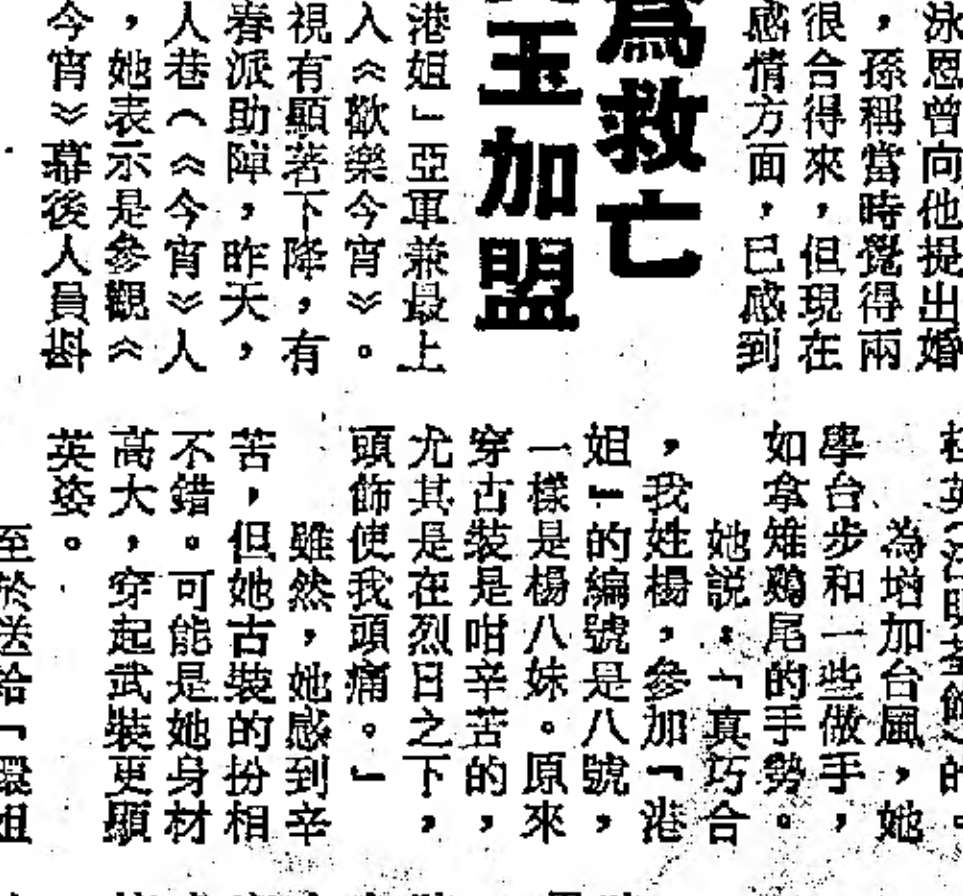 泳恩曾向他提出婚
，孫稱當時覺得兩
很合得來，但現在
感情方面，已感到
為救亡
玉加盟
港姐」亞軍兼最上
入《歡樂今宵》。
視有顯著下降，有
春派助陣，昨天，
人巷（《今宵》人
，她表示是參觀《
今宵》幕後人員斟
的。
為增加台風，她
學台步和一些做手，
如拿雉鷄尾的手勢。
她説：「真巧合
，我姓楊，參加「港
姐」的編號是八號，
一樣是楊八妹。原來
穿古裝是咁辛苦的，
尤其是在烈日之下，
頭飾使我頭痛。」
雖然，她感到辛
苦，但她古裝的扮相
不錯。可能是她身材
高大，穿起武裝更顯
英姿。
至於送給「環姐